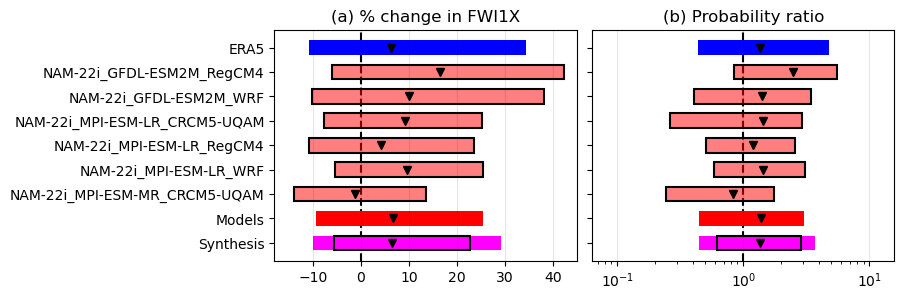 (a) % change in FWI1X
(b) Probability ratio
ERA5
NAM-22i_GFDL-ESM2M_RegCM4
NAM-22i_GFDL-ESM2M_WRF
NAM-22i_MPI-ESM-LR_CRCM5-UQAM
NAM-22i_MPI-ESM-LR_RegCM4
NAM-22i_MPI-ESM-LR_WRF
NAM-22i_MPI-ESM-MR_CRCM5-UQAM
Models
Synthesis
−10 0 10 20 30 40
10⁻¹ 10⁰ 10¹